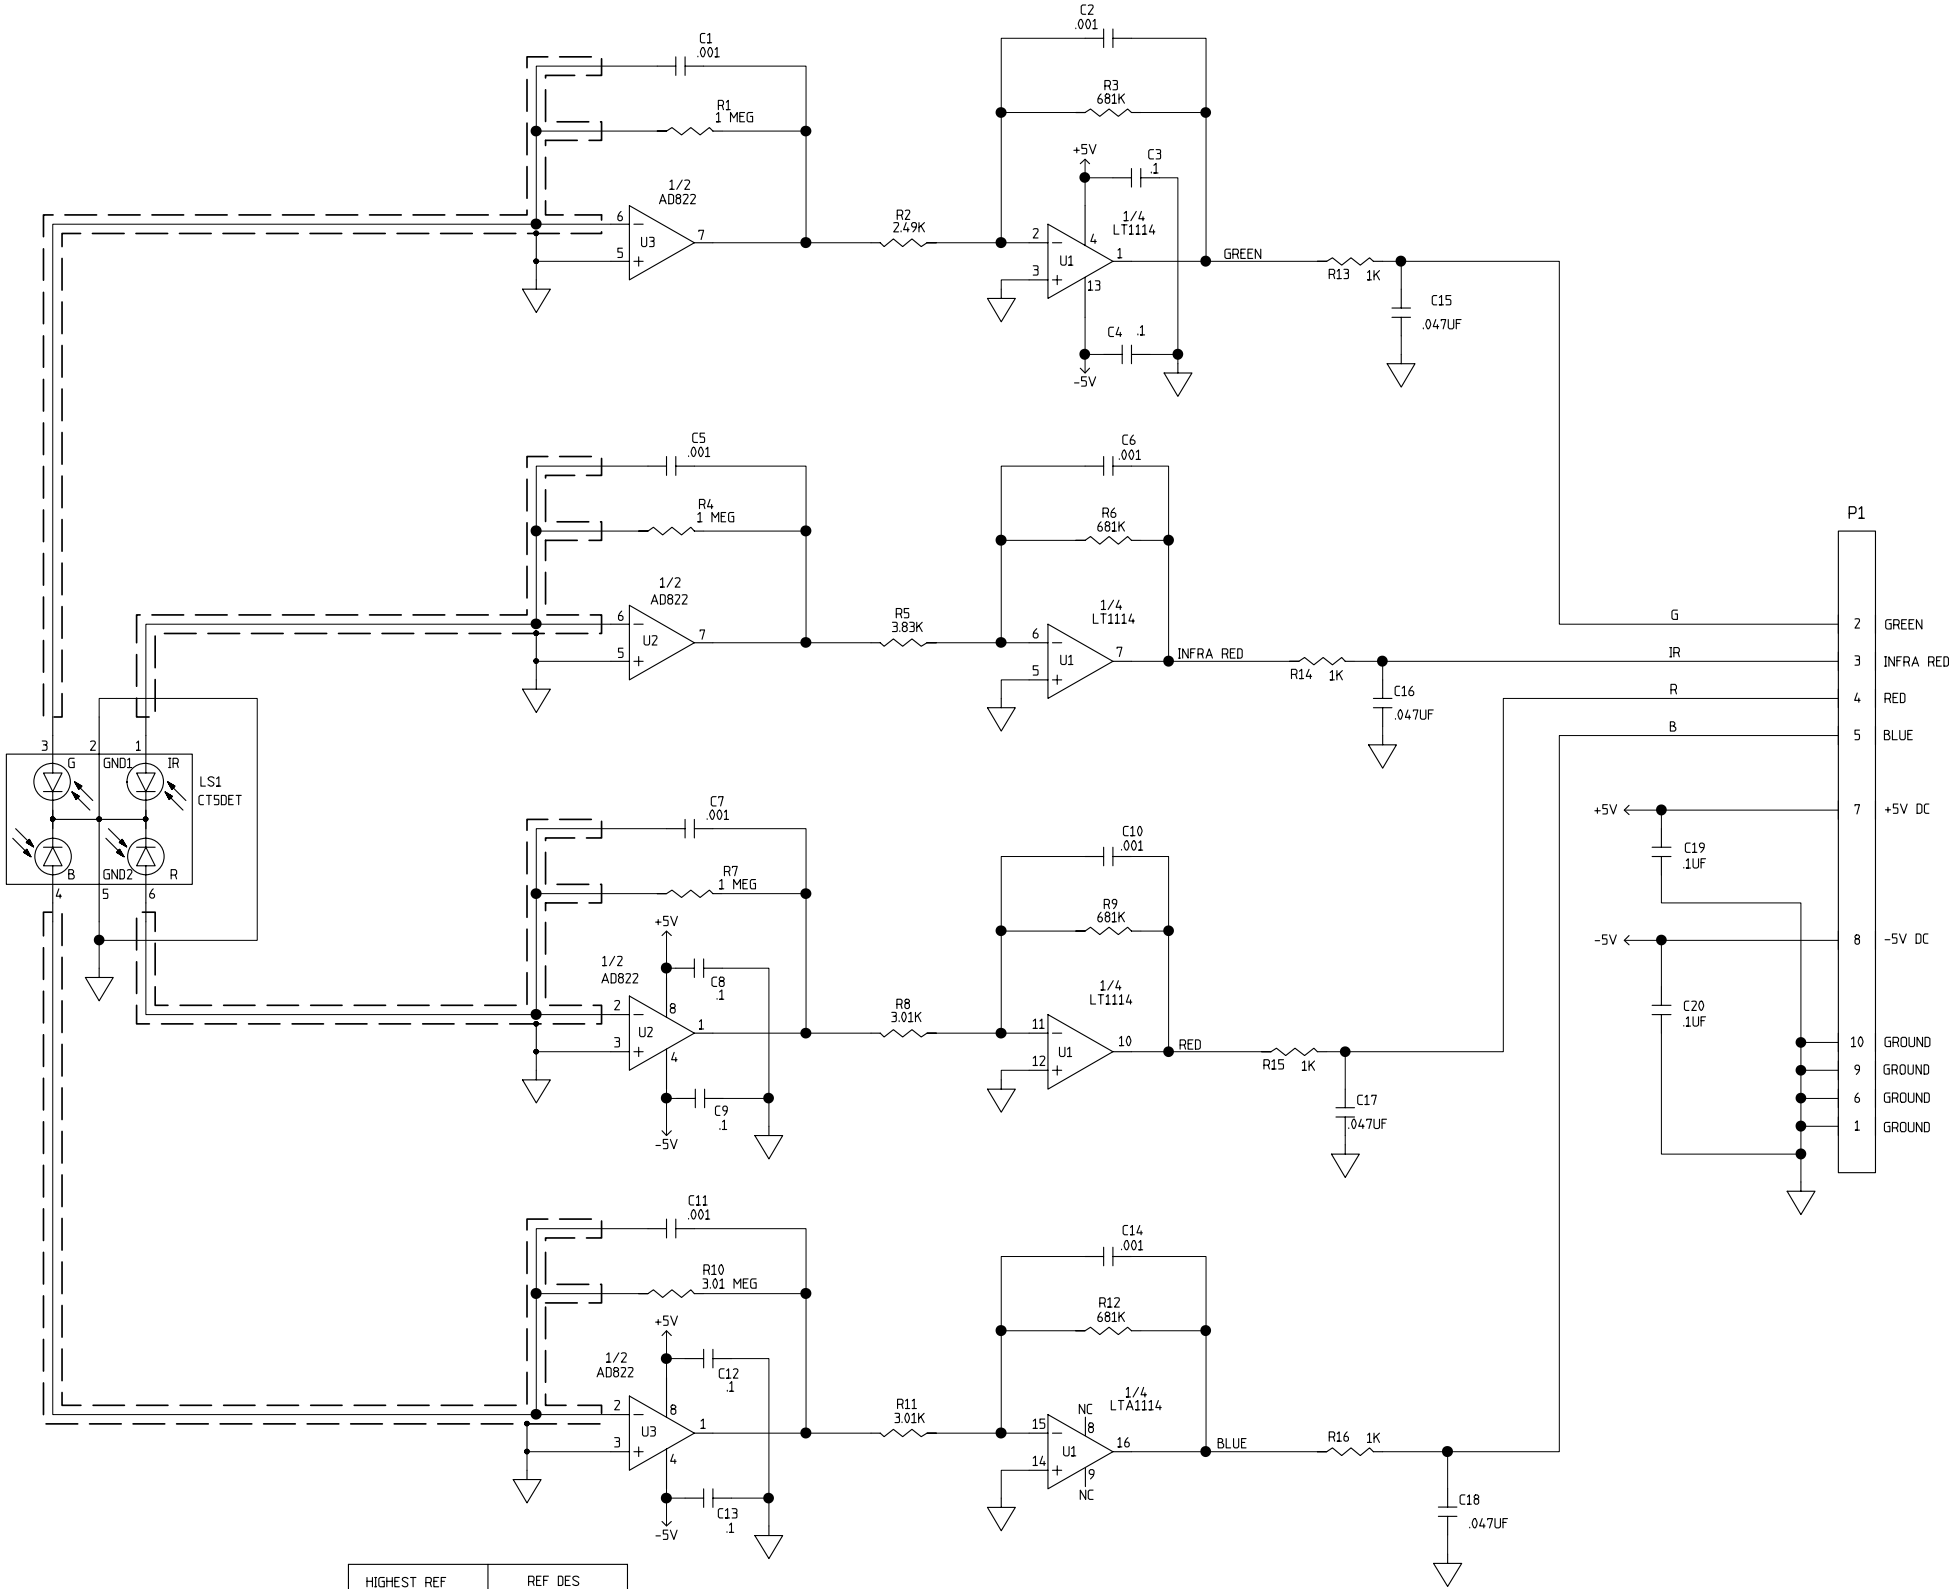 C2
.001
C1
.001
R3
681K
R1
1 MEG
+5V
C3
.1
1/2
AD822
R2
2.49K
1/4
LT1114
6
−
U3
7
5
+
2
−
4
U1
1
GREEN
3
+
13
R13 1K
C15
.047UF
C4 .1
-5V
C5
.001
C6
.001
R4
1 MEG
R6
681K
P1
1/2
AD822
R5
3.83K
1/4
LT1114
6
−
U2
7
5
+
6
−
U1
7
INFRA RED
5
+
R14 1K
C16
.047UF
G
2
GREEN
IR
3
INFRA RED
R
4
RED
B
5
BLUE
3
2
1
G
GND1
IR
LS1
CT5DET
B
GND2
R
4
5
6
+5V
7
+5V DC
C19
.1UF
C7
.001
C10
.001
R7
1 MEG
R9
681K
+5V
-5V
8
-5V DC
1/2
AD822
C8
.1
R8
3.01K
1/4
LT1114
C20
.1UF
2
−
8
U2
1
3
+
4
11
−
U1
10
RED
12
+
R15 1K
10
GROUND
9
GROUND
6
GROUND
1
GROUND
C9
.1
-5V
C17
.047UF
C11
.001
C14
.001
R10
3.01 MEG
R12
681K
+5V
1/2
AD822
C12
.1
R11
3.01K
1/4
LTA1114
2
−
8
U3
1
3
+
4
NC
15
−
8
U1
16
BLUE
14
+
9
NC
R16 1K
C13
.1
-5V
C18
.047UF
HIGHEST REF
REF DES